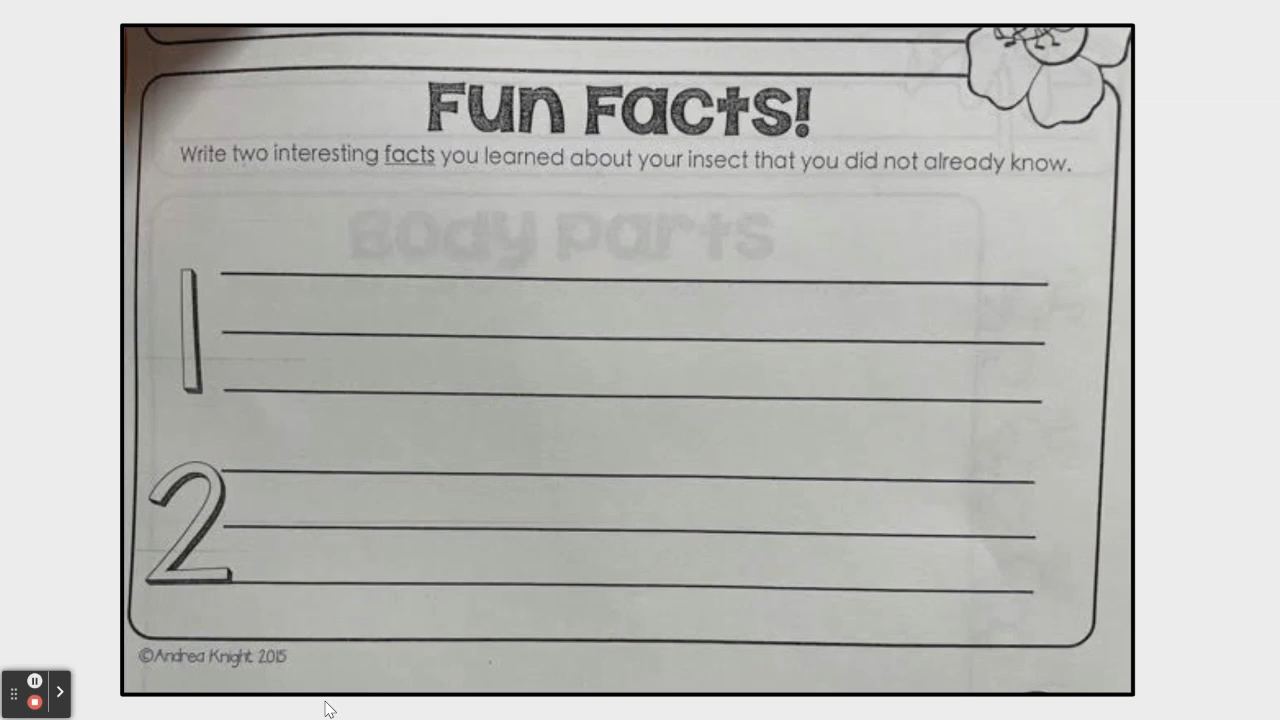 Fun Facts!
Write two interesting facts you learned about your insect that you did not already know.
Body Parts
1
2
©Andrea Knight 2015